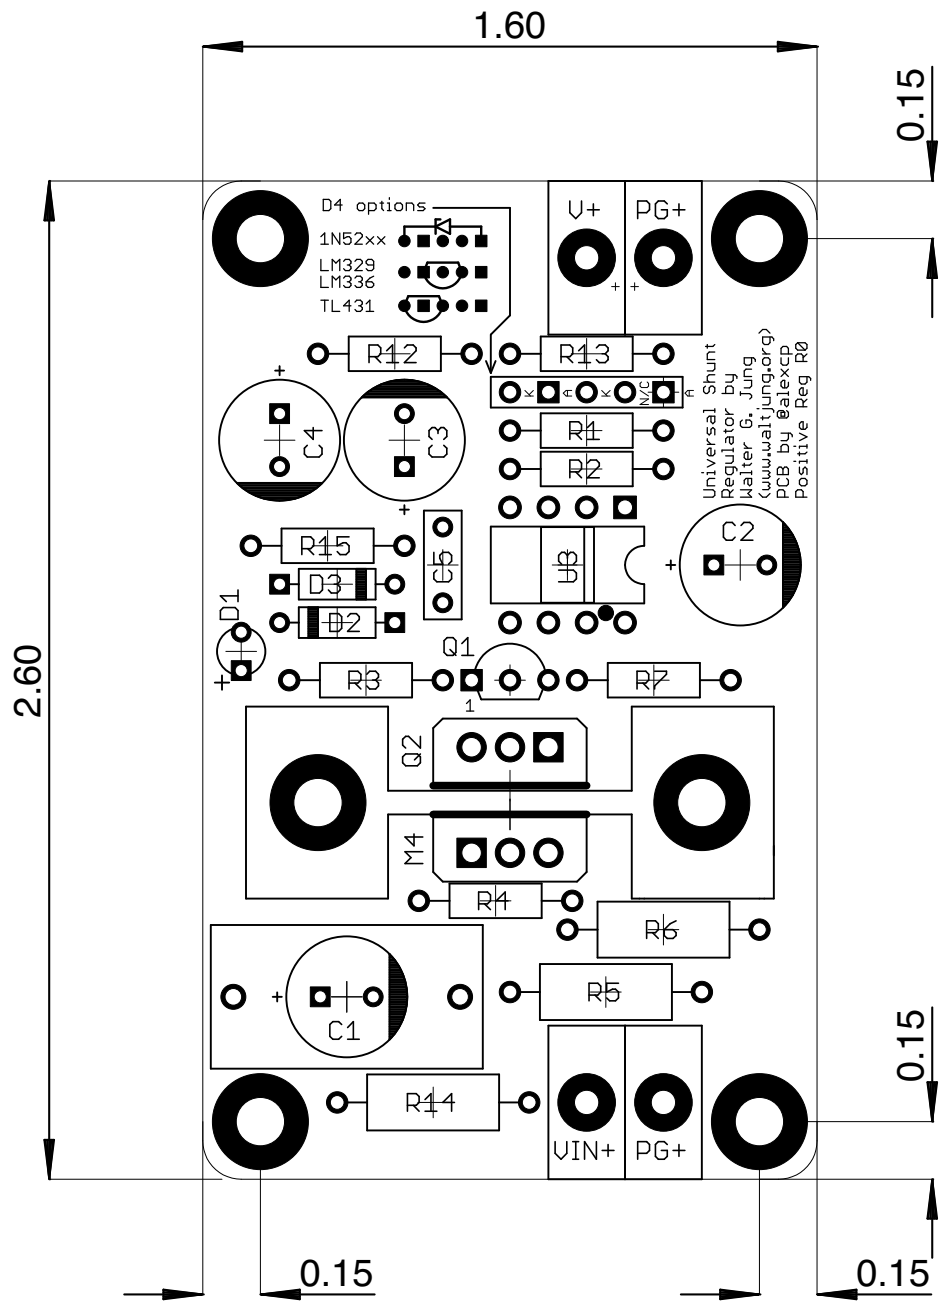 1.60
0.15
D4 options
V+ PG+
1N52xx
LM329
LM336
TL431
+ +
R12 R13
K A K N/C A
Universal Shunt
Regulator by
Walter G. Jung
(www.waltjung.org)
PCB by @alexcp
Positive Reg R0
+
C4 C3
+
R1
R2
R15
C5
U3
C2
+
D3
D2
D1
+
2.60
Q1
R3
1
R7
Q2
M4
R4
R6
R5
+
C1
0.15
R14
VIN+ PG+
0.15 0.15